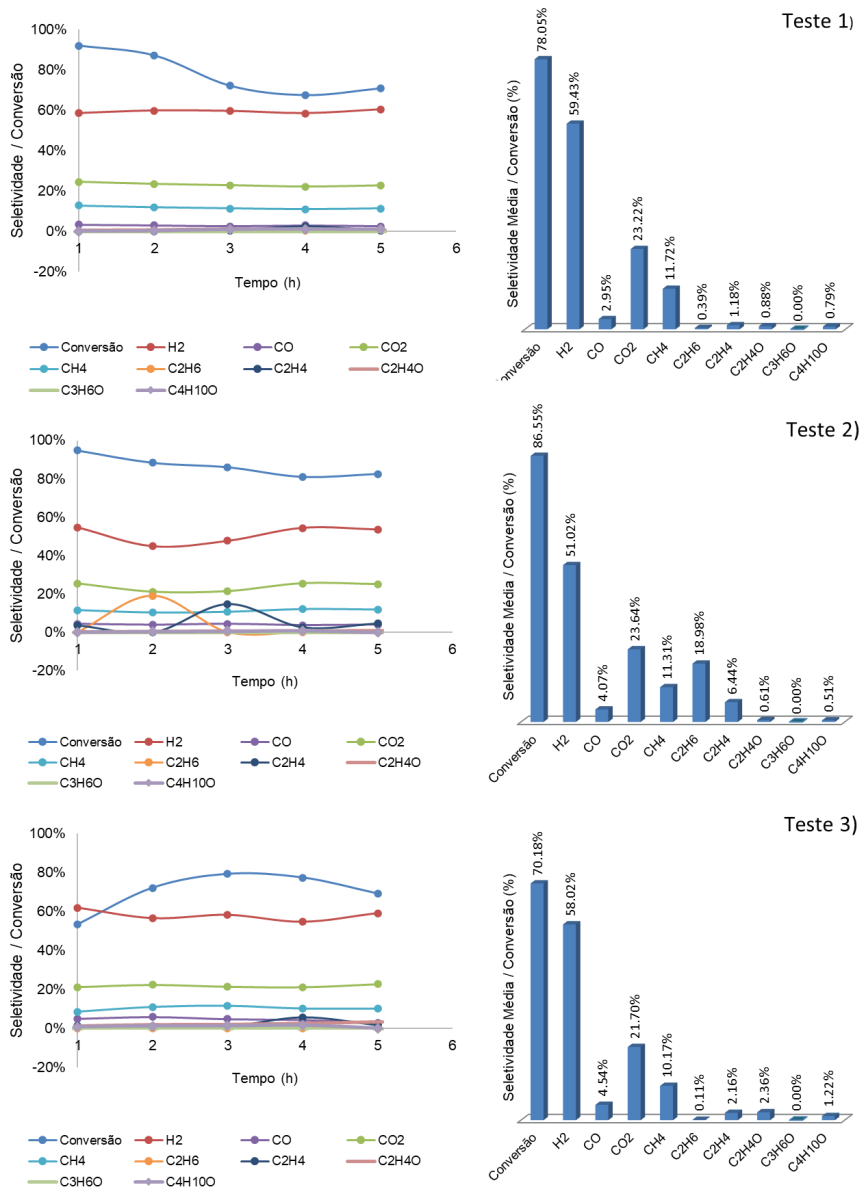 Teste 1)
Seletividade / Conversão
100%
80%
60%
40%
20%
0%
-20%
1 2 3 4 5 6
Tempo (h)
Conversão H2 CO CO2
CH4 C2H6 C2H4 C2H4O
C3H6O C4H10O
Seletividade Média / Conversão (%)
78.05%
59.43%
2.95%
23.22%
11.72%
0.39%
1.18%
0.88%
0.00%
0.79%
Conversão
H2
CO
CO2
CH4
C2H6
C2H4
C2H4O
C3H6O
C4H10O
Teste 2)
Seletividade / Conversão
100%
80%
60%
40%
20%
0%
-20%
1 2 3 4 5 6
Tempo (h)
Conversão H2 CO CO2
CH4 C2H6 C2H4 C2H4O
C3H6O C4H10O
Seletividade Média / Conversão (%)
86.55%
51.02%
4.07%
23.64%
11.31%
18.98%
6.44%
0.61%
0.00%
0.51%
Conversão
H2
CO
CO2
CH4
C2H6
C2H4
C2H4O
C3H6O
C4H10O
Teste 3)
Seletividade / Conversão
100%
80%
60%
40%
20%
0%
-20%
1 2 3 4 5 6
Tempo (h)
Conversão H2 CO CO2
CH4 C2H6 C2H4 C2H4O
C3H6O C4H10O
Seletividade Média / Conversão (%)
70.18%
58.02%
4.54%
21.70%
10.17%
0.11%
2.16%
2.36%
0.00%
1.22%
Conversão
H2
CO
CO2
CH4
C2H6
C2H4
C2H4O
C3H6O
C4H10O